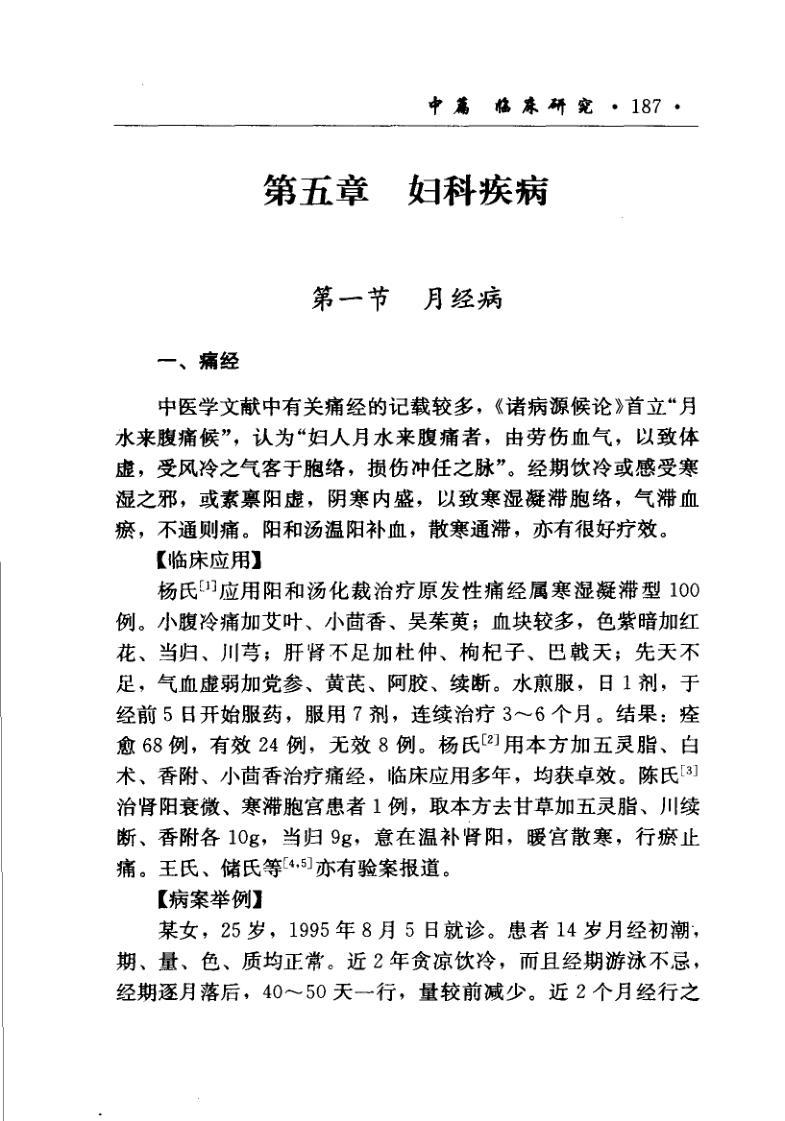 中篇 临床研究 · 187 ·
第五章 妇科疾病
第一节 月经病
一、痛经
中医学文献中有关痛经的记载较多，《诸病源候论》首立“月
水来腹痛候”，认为“妇人月水来腹痛者，由劳伤血气，以致体
虚，受风冷之气客于胞络，损伤冲任之脉”。经期饮冷或感受寒
湿之邪，或素禀阳虚，阴寒内盛，以致寒湿凝滞胞络，气滞血
瘀，不通则痛。阳和汤温阳补血，散寒通滞，亦有很好疗效。
【临床应用】
杨氏[1]应用阳和汤化裁治疗原发性痛经属寒湿凝滞型 100
例。小腹冷痛加艾叶、小茴香、吴茱萸；血块较多，色紫暗加红
花、当归、川芎；肝肾不足加杜仲、枸杞子、巴戟天；先天不
足，气血虚弱加党参、黄芪、阿胶、续断。水煎服，日 1 剂，于
经前 5 日开始服药，服用 7 剂，连续治疗 3～6 个月。结果：痊
愈 68 例，有效 24 例，无效 8 例。杨氏[2]用本方加五灵脂、白
术、香附、小茴香治疗痛经，临床应用多年，均获卓效。陈氏[3]
治肾阳衰微、寒滞胞宫患者 1 例，取本方去甘草加五灵脂、川续
断、香附各 10g，当归 9g，意在温补肾阳，暖宫散寒，行瘀止
痛。王氏、储氏等[4,5]亦有验案报道。
【病案举例】
某女，25 岁，1995 年 8 月 5 日就诊。患者 14 岁月经初潮，
期、量、色、质均正常。近 2 年贪凉饮冷，而且经期游泳不忌，
经期逐月落后，40～50 天一行，量较前减少。近 2 个月经行之